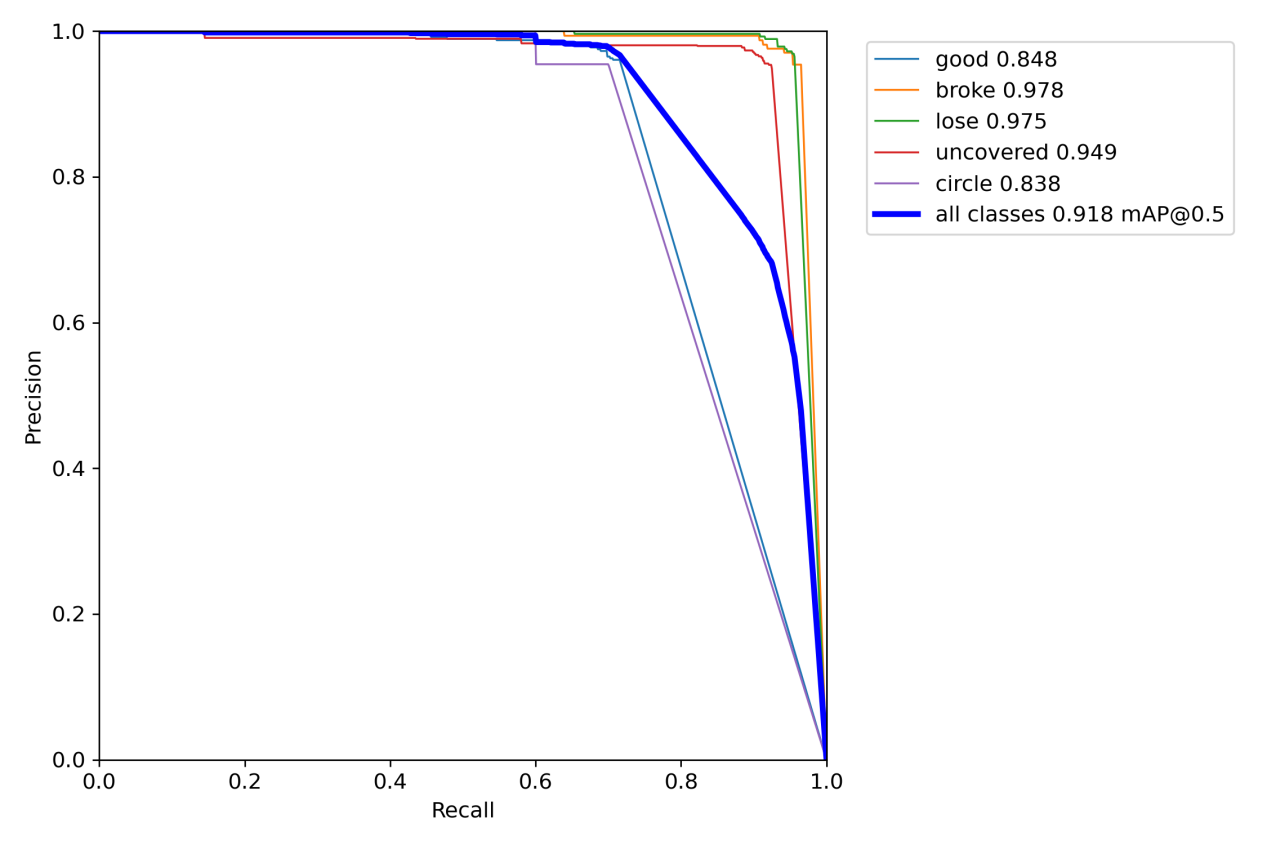 1.0
0.8
0.6
0.4
0.2
0.0
Precision
0.0 0.2 0.4 0.6 0.8 1.0
Recall
good 0.848
broke 0.978
lose 0.975
uncovered 0.949
circle 0.838
all classes 0.918 mAP@0.5